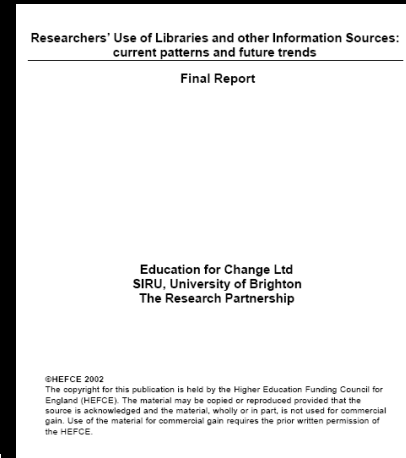 Researchers' Use of Libraries and other Information Sources:
current patterns and future trends
Final Report
Education for Change Ltd
SIRU, University of Brighton
The Research Partnership
©HEFCE 2002
The copyright for this publication is held by the Higher Education Funding Council for
England (HEFCE). The material may be copied or reproduced provided that the
source is acknowledged and the material, wholly or in part, is not used for commercial
gain. Use of the material for commercial gain requires the prior written permission of
the HEFCE.